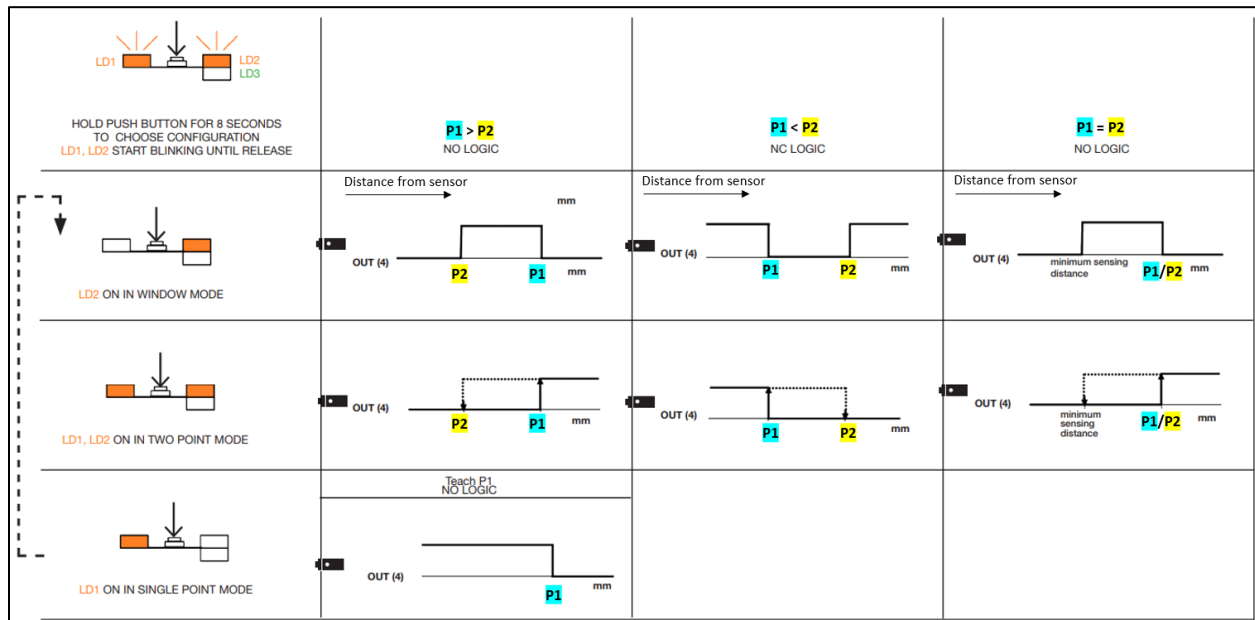 LD1
LD2
LD3
HOLD PUSH BUTTON FOR 8 SECONDS
TO CHOOSE CONFIGURATION
LD1, LD2 START BLINKING UNTIL RELEASE
P1 > P2
NO LOGIC
P1 < P2
NC LOGIC
P1 = P2
NO LOGIC
LD2 ON IN WINDOW MODE
Distance from sensor
mm
OUT (4)
P2
P1
mm
Distance from sensor
OUT (4)
P1
P2
mm
Distance from sensor
OUT (4)
minimum sensing
distance
P1/P2
mm
LD1, LD2 ON IN TWO POINT MODE
OUT (4)
P2
P1
mm
OUT (4)
P1
P2
mm
OUT (4)
minimum
sensing
distance
P1/P2
mm
LD1 ON IN SINGLE POINT MODE
Teach P1
NO LOGIC
OUT (4)
P1
mm